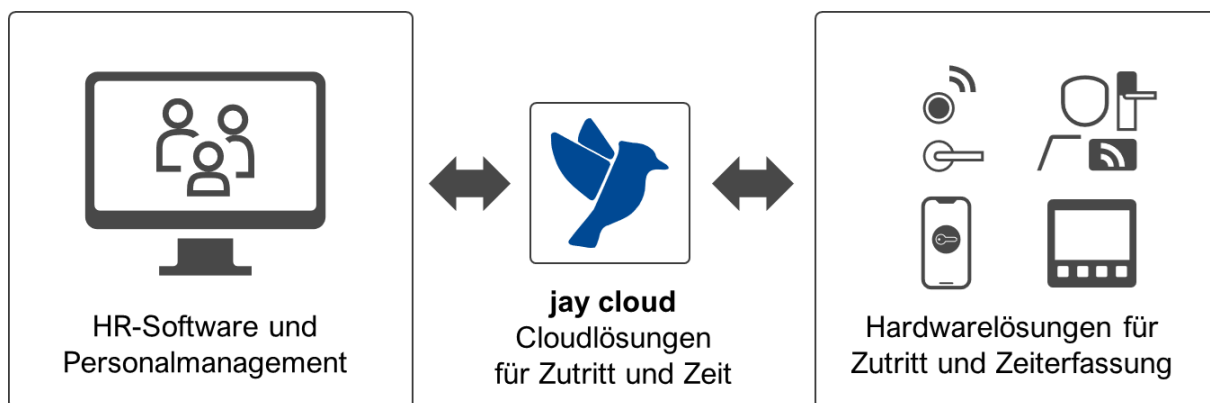 HR-Software und
Personalmanagement
jay cloud
Cloudlösungen
für Zutritt und Zeit
Hardwarelösungen für
Zutritt und Zeiterfassung